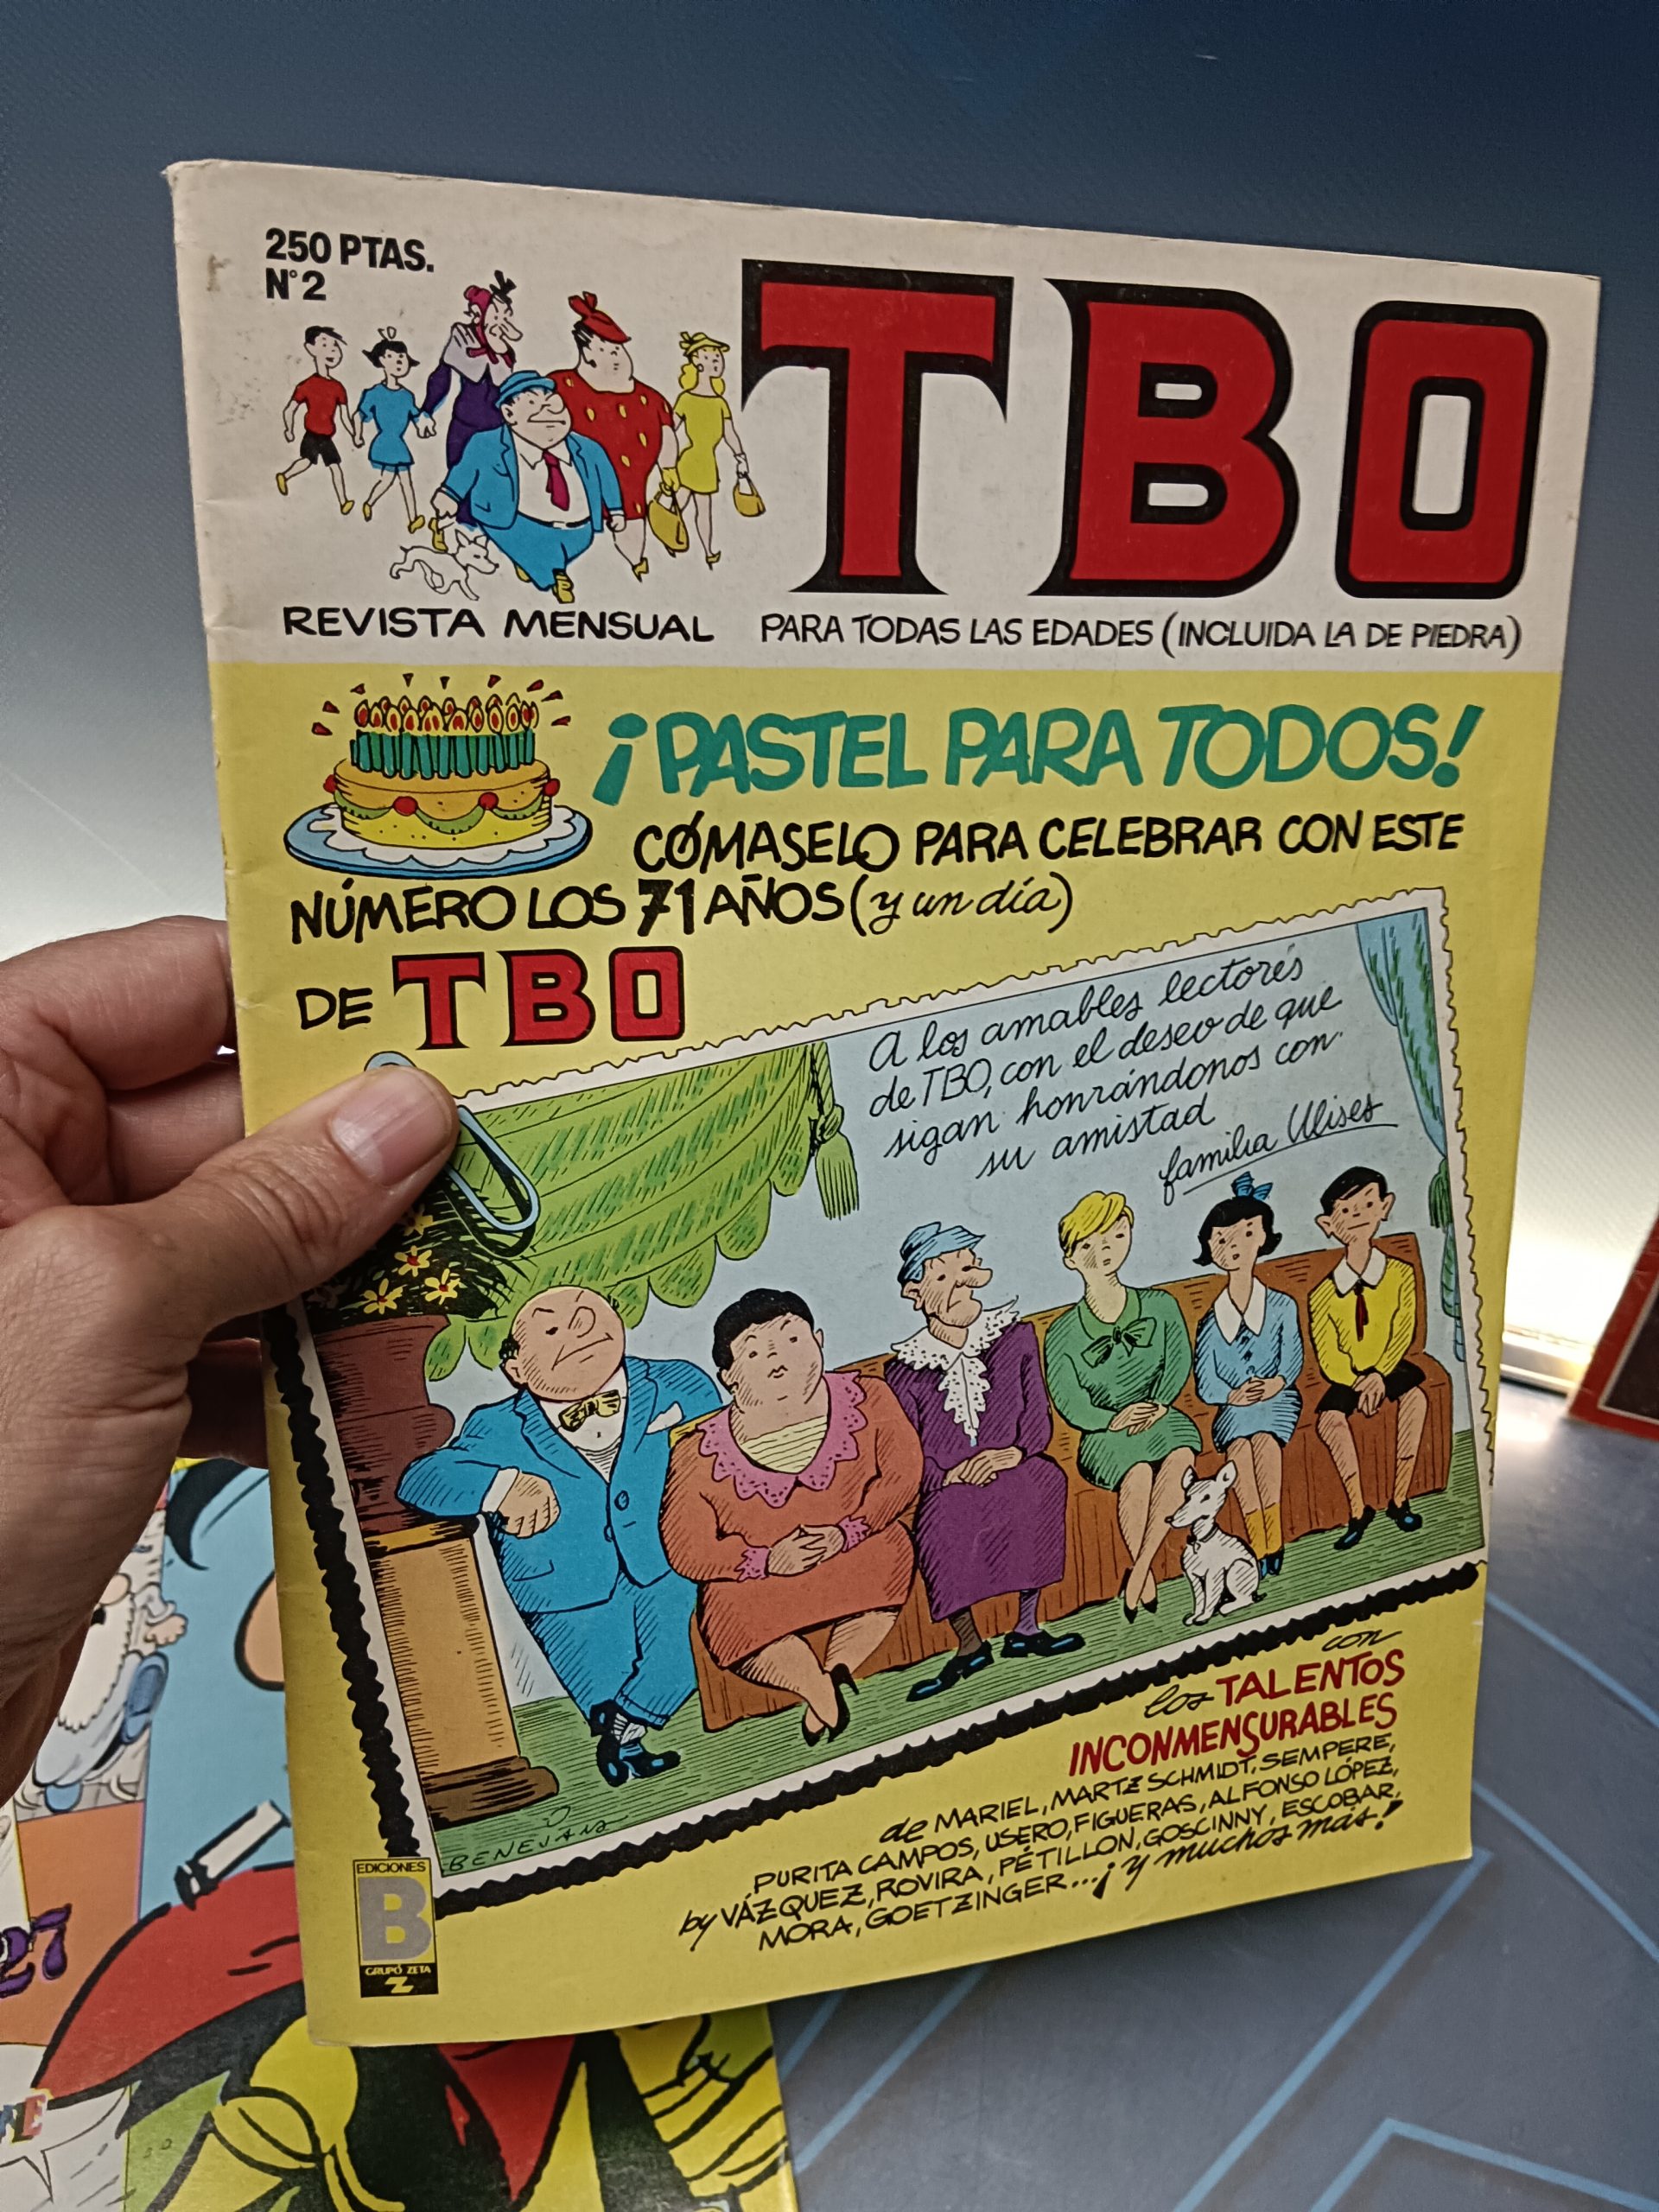 250 PTAS.
Nº2
TBO
REVISTA MENSUAL
PARA TODAS LAS EDADES (INCLUIDA LA DE PIEDRA)
¡PASTEL PARA TODOS!
CÓMASELO PARA CELEBRAR CON ESTE
NÚMERO LOS 71 AÑOS (y un día)
DE TBO
A los amables lectores
de TBO, con el deseo de que
sigan honrándonos con
su amistad
familia Ulises
BENEJAM
con
los TALENTOS
INCONMENSURABLES
de MARIEL, MARTZ SCHMIDT, SEMPERE,
PURITA CAMPOS, USERO, FIGUERAS, ALFONSO LÓPEZ,
by VÁZQUEZ, ROVIRA, PÉTILLON, GOSCINNY, ESCOBAR,
MORA, GOETZINGER...¡y muchos más!
EDICIONES
B
GRUPO ZETA
Z
27